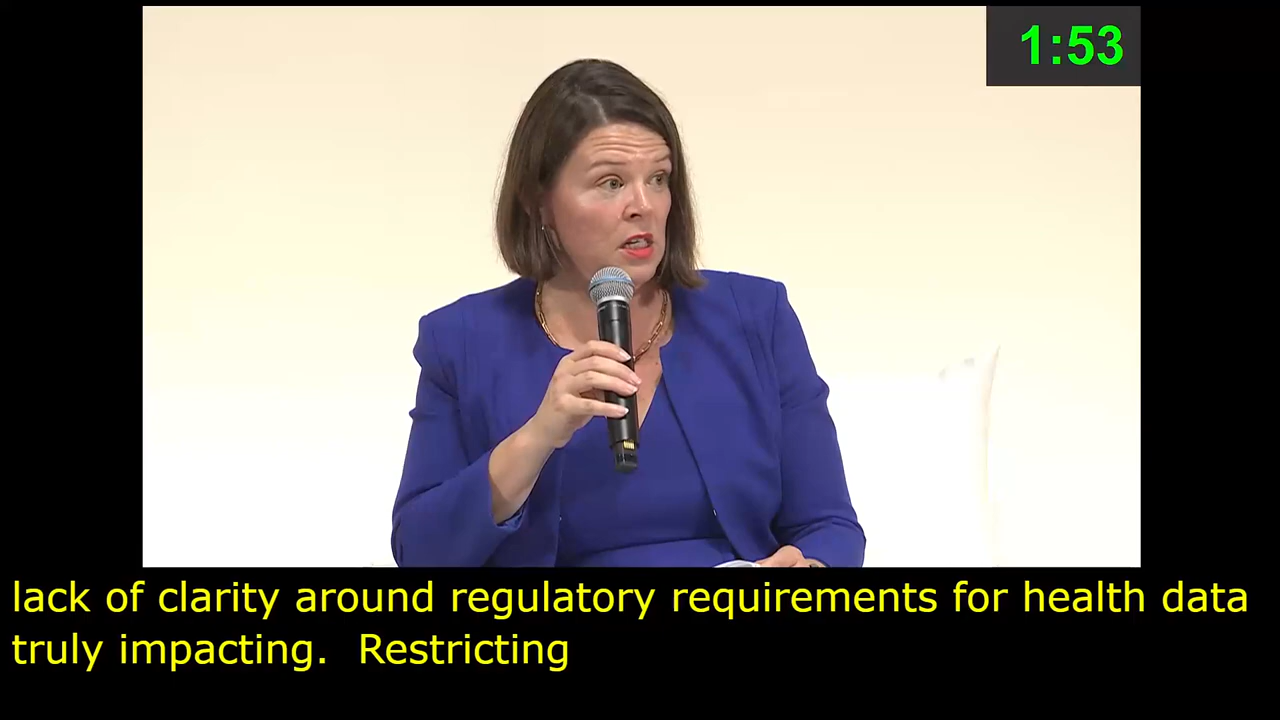 1:53
lack of clarity around regulatory requirements for health data
truly impacting.  Restricting